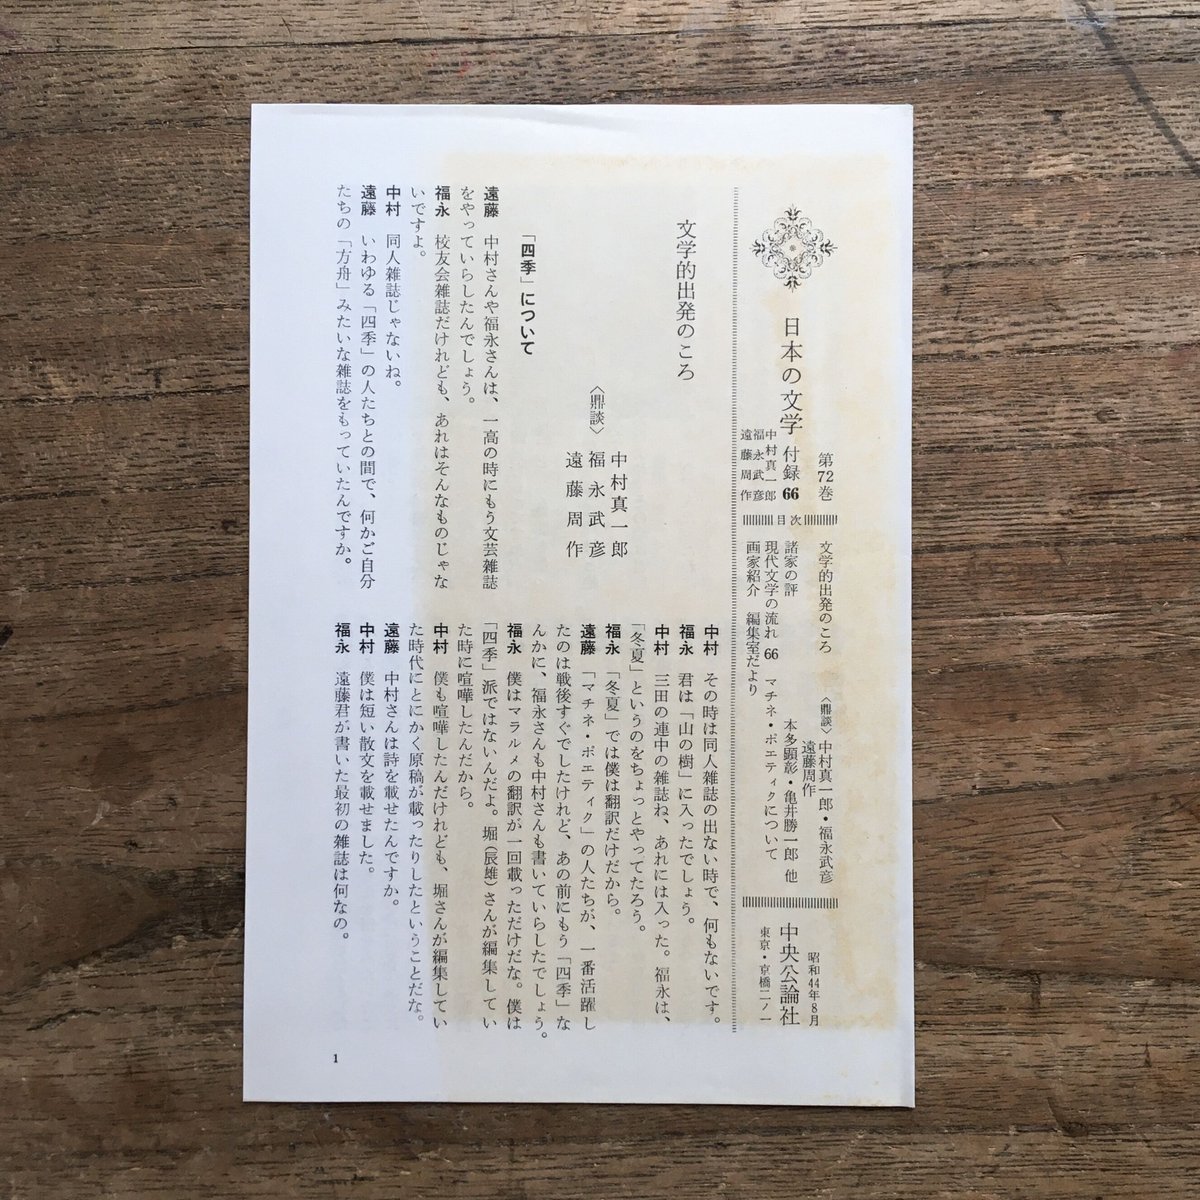 日本の文学 付録66
第72巻
中村真一郎
福永武彦
遠藤周作
目次
文学的出発のころ 〈鼎談〉中村真一郎・福永武彦
遠藤周作
諸家の評 本多顕彰・亀井勝一郎 他
現代文学の流れ 66 マチネ・ポエティクについて
画家紹介 編集室だより
昭和44年8月
中央公論社
東京・京橋二ノ一
文学的出発のころ
〈鼎談〉
中村真一郎
福永武彦
遠藤周作
「四季」について
遠藤 中村さんや福永さんは、一高の時にもう文芸雑誌
をやっていらしたんでしょう。
福永 校友会雑誌だけれども、あれはそんなものじゃな
いですよ。
中村 同人雑誌じゃないね。
遠藤 いわゆる「四季」の人たちとの間で、何かご自分
たちの「方舟」みたいな雑誌をもっていたんですか。
中村 その時は同人雑誌の出ない時で、何もないです。
福永 君は「山の樹」に入ったでしょう。
中村 三田の連中の雑誌ね、あれには入った。福永は、
「冬夏」というのをちょっとやってたろう。
福永 「冬夏」では僕は翻訳だけだから。
遠藤 「マチネ・ポエティク」の人たちが、一番活躍し
たのは戦後すぐでしたけれど、あの前にもう「四季」な
んかに、福永さんも中村さんも書いていらしたでしょう。
福永 僕はマラルメの翻訳が一回載っただけだな。僕は
「四季」派ではないんだよ。堀(辰雄)さんが編集してい
た時に喧嘩したんだから。
中村 僕も喧嘩したんだけれども、堀さんが編集してい
た時代にとにかく原稿が載ったりしたということだな。
遠藤 中村さんは詩を載せたんですか。
中村 僕は短い散文を載せました。
福永 遠藤君が書いた最初の雑誌は何なの。
1